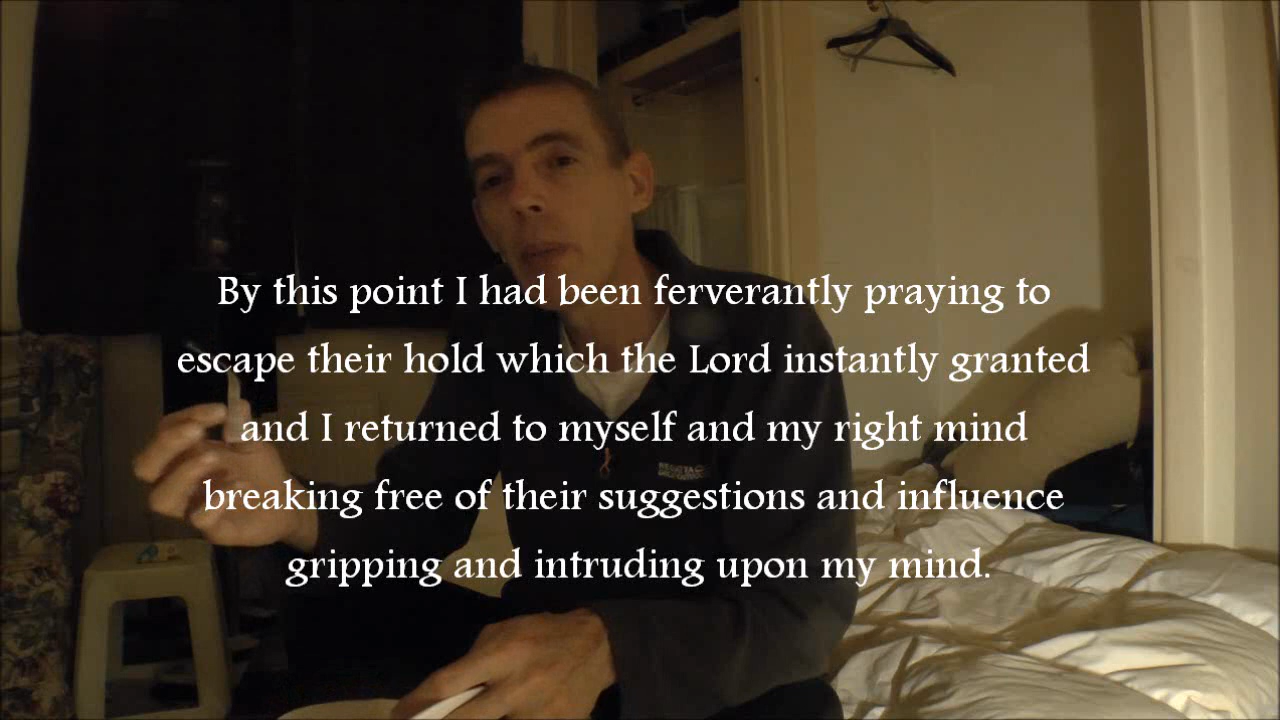 By this point I had been ferverantly praying to
escape their hold which the Lord instantly granted
and I returned to myself and my right mind
breaking free of their suggestions and influence
gripping and intruding upon my mind.